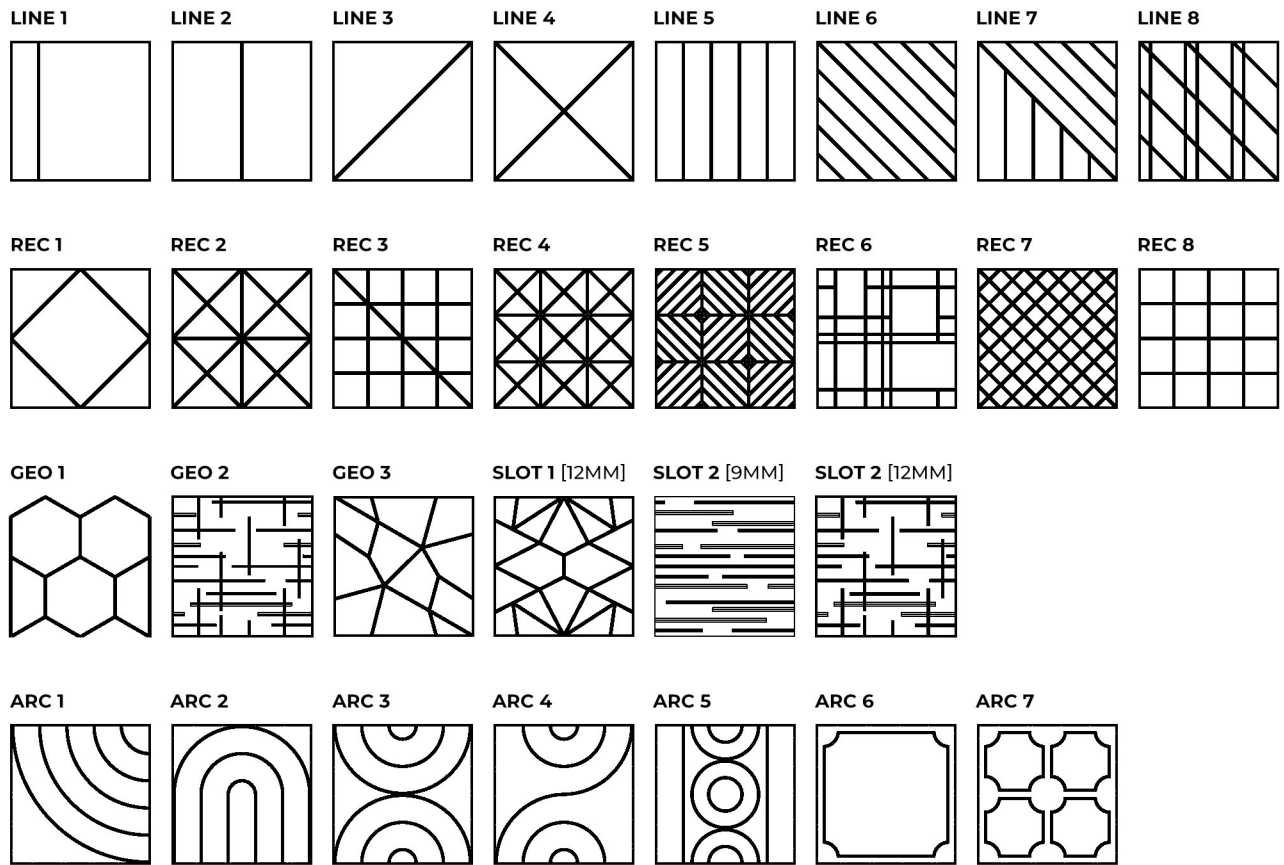 LINE 1 LINE 2 LINE 3 LINE 4 LINE 5 LINE 6 LINE 7 LINE 8
REC 1 REC 2 REC 3 REC 4 REC 5 REC 6 REC 7 REC 8
GEO 1 GEO 2 GEO 3 SLOT 1 [12MM] SLOT 2 [9MM] SLOT 2 [12MM]
ARC 1 ARC 2 ARC 3 ARC 4 ARC 5 ARC 6 ARC 7